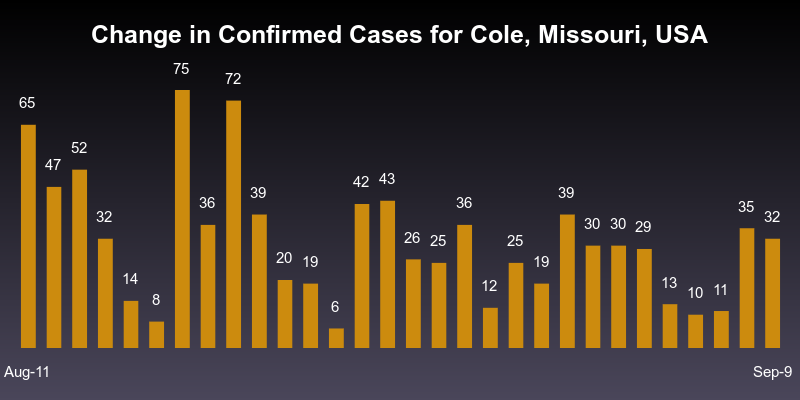 Change in Confirmed Cases for Cole, Missouri, USA
65 47 52 32 14 8 75 36 72 39 20 19 6 42 43 26 25 36 12 25 19 39 30 30 29 13 10 11 35 32
Aug-11 Sep-9